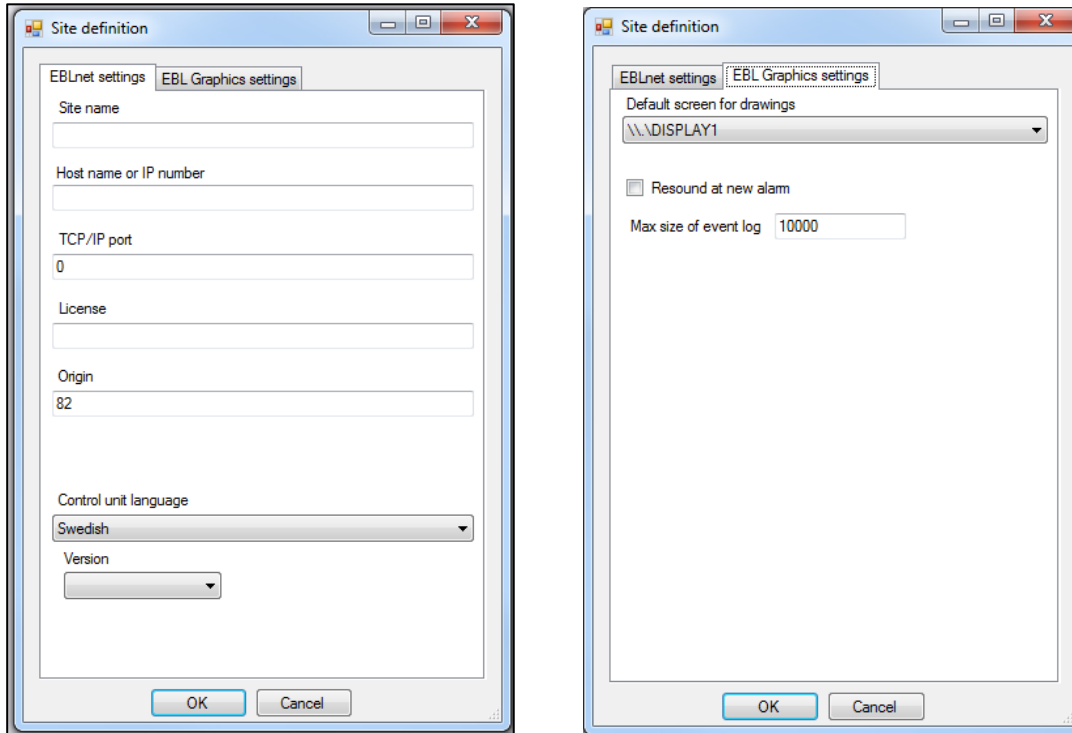 Site definition
EBLnet settings
EBL Graphics settings
Site name
Host name or IP number
TCP/IP port
0
License
Origin
82
Control unit language
Swedish
Version
OK
Cancel
Site definition
EBLnet settings
EBL Graphics settings
Default screen for drawings
\\.\DISPLAY1
Resound at new alarm
Max size of event log 10000
OK
Cancel